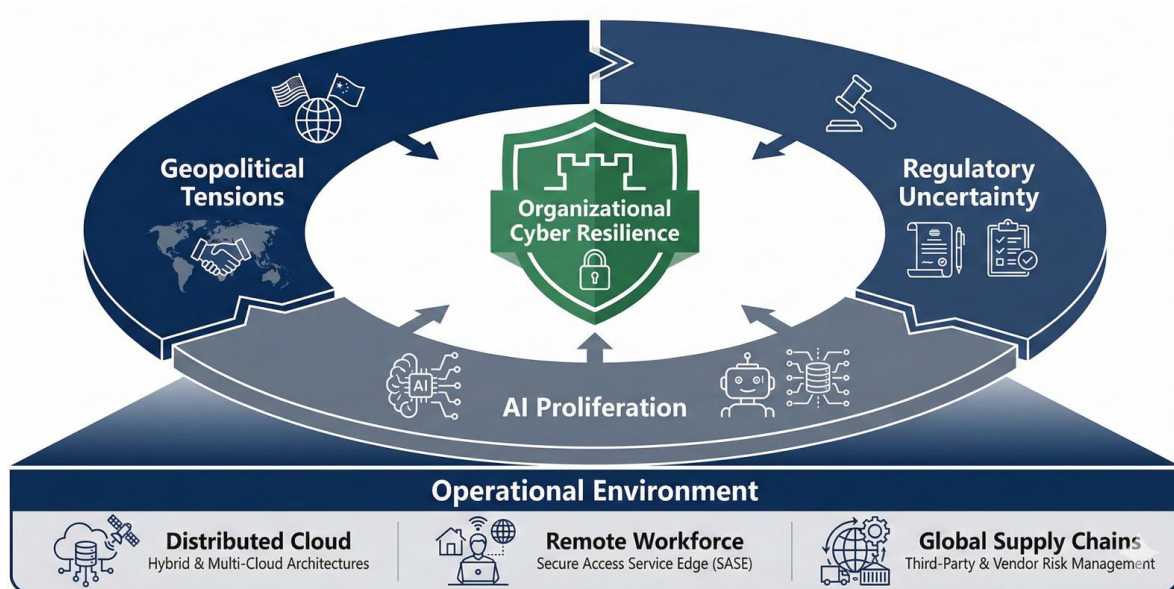 Geopolitical
Tensions
Regulatory
Uncertainty
Organizational
Cyber Resilience
AI
AI Proliferation
Operational Environment
Distributed Cloud
Hybrid & Multi-Cloud Architectures
Remote Workforce
Secure Access Service Edge (SASE)
Global Supply Chains
Third-Party & Vendor Risk Management